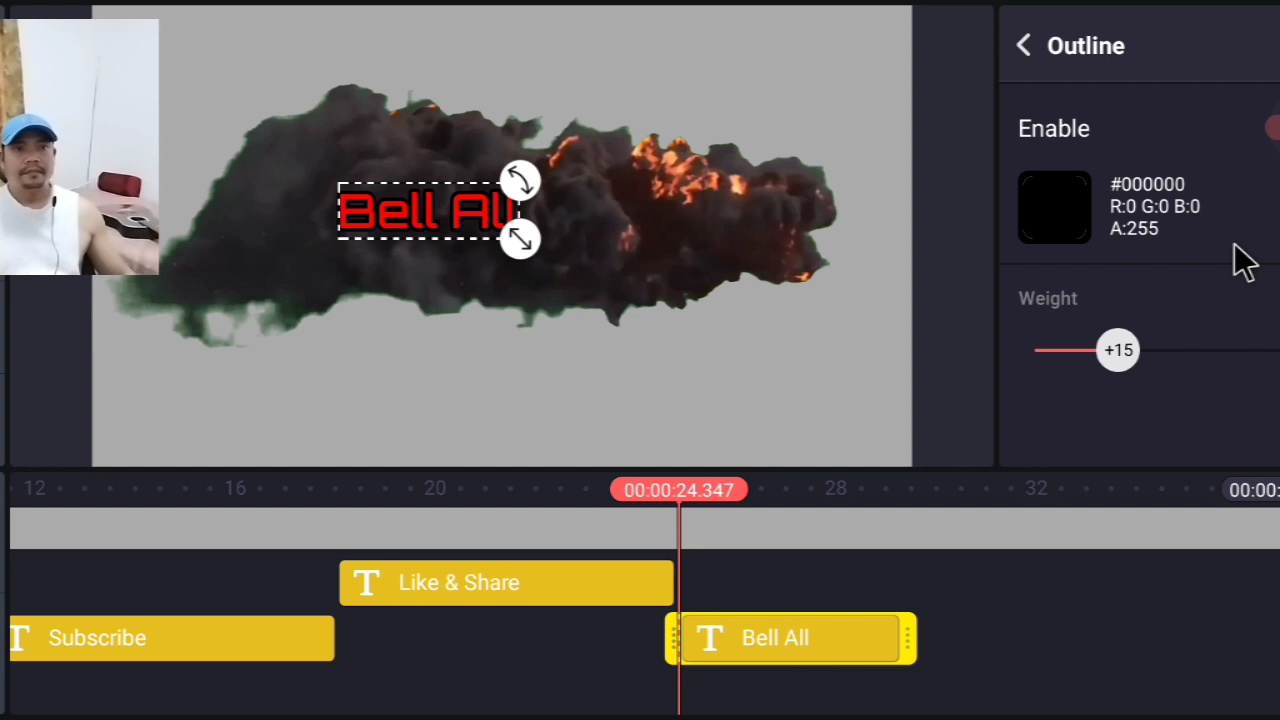 Outline
Enable
#000000
R:0 G:0 B:0
A:255
Bell All
Weight
+15
12
16
20
00:00:24.347
28
32
00:00:
T Like & Share
T Subscribe
T Bell All